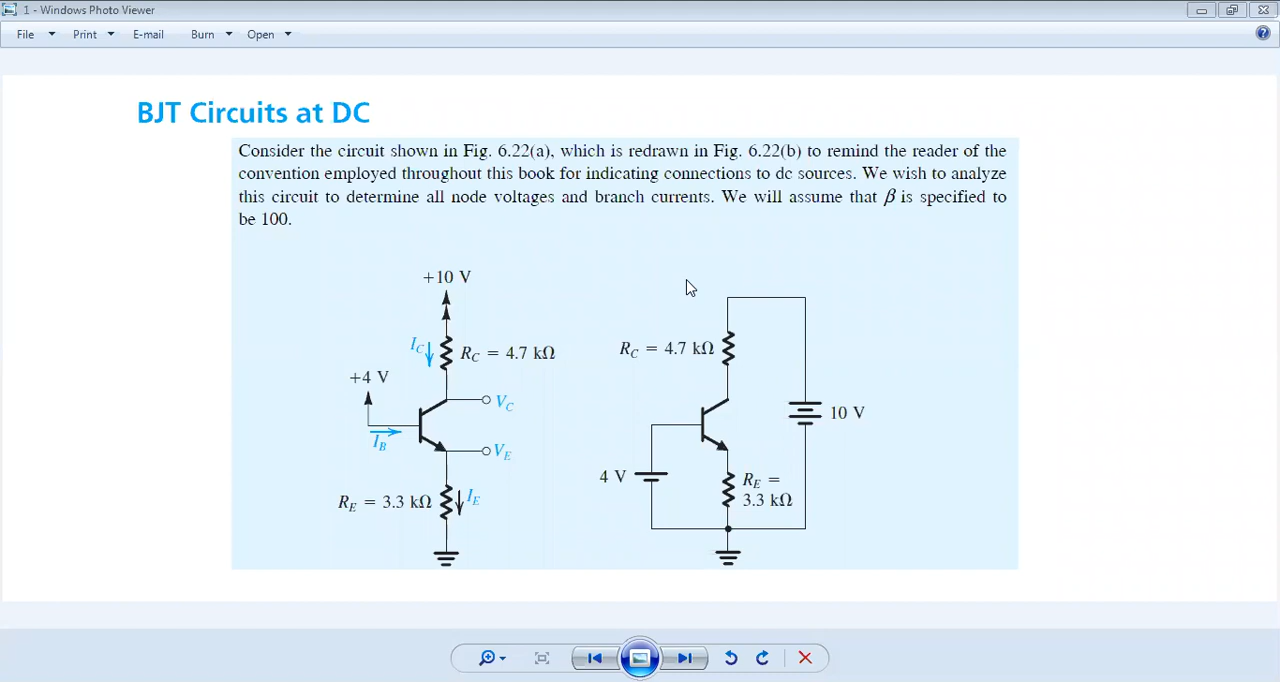 1 - Windows Photo Viewer
File Print E-mail Burn Open
BJT Circuits at DC
Consider the circuit shown in Fig. 6.22(a), which is redrawn in Fig. 6.22(b) to remind the reader of the
convention employed throughout this book for indicating connections to dc sources. We wish to analyze
this circuit to determine all node voltages and branch currents. We will assume that β is specified to
be 100.
+10 V
I_C
R_C = 4.7 kΩ
+4 V
V_C
I_B
V_E
R_E = 3.3 kΩ
I_E
R_C = 4.7 kΩ
10 V
4 V
R_E =
3.3 kΩ